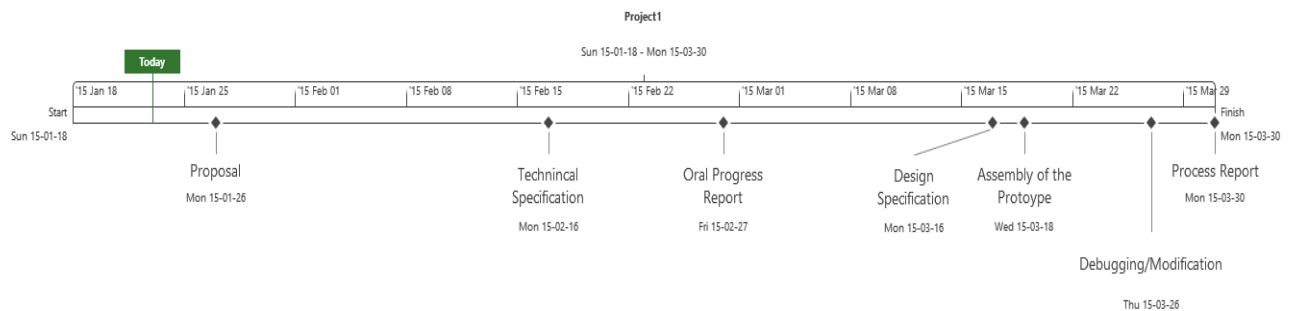 Project1
Sun 15-01-18 - Mon 15-03-30
Today
'15 Jan 18
'15 Jan 25
'15 Feb 01
'15 Feb 08
'15 Feb 15
'15 Feb 22
'15 Mar 01
'15 Mar 08
'15 Mar 15
'15 Mar 22
'15 Mar 29
Start
Sun 15-01-18
Finish
Mon 15-03-30
Proposal
Mon 15-01-26
Technincal
Specification
Mon 15-02-16
Oral Progress
Report
Fri 15-02-27
Design
Specification
Mon 15-03-16
Assembly of the
Protoype
Wed 15-03-18
Process Report
Mon 15-03-30
Debugging/Modification
Thu 15-03-26